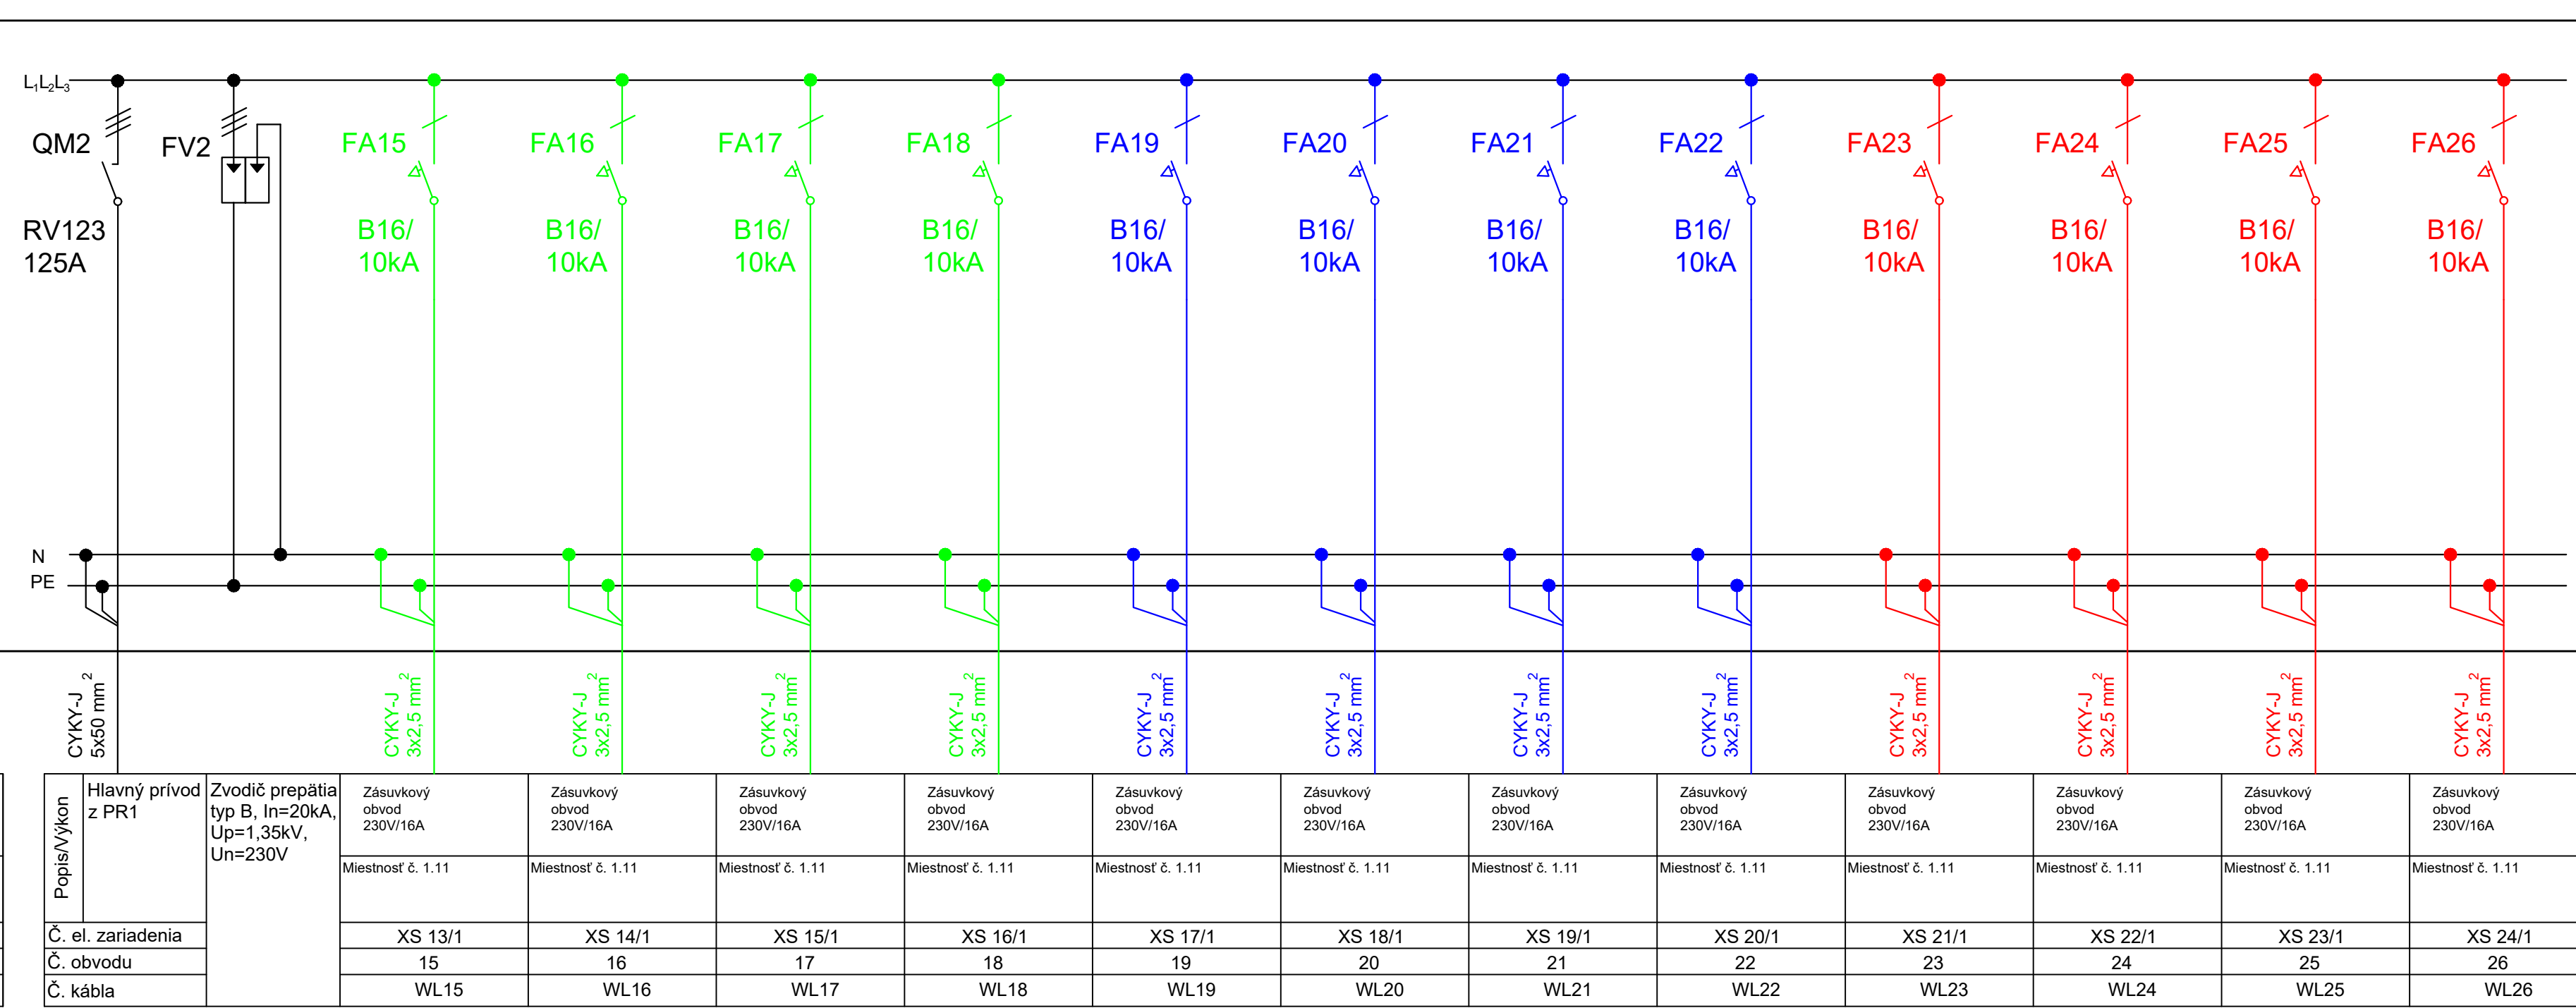 L1L2L3
QM2
FV2
FA15
FA16
FA17
FA18
FA19
FA20
FA21
FA22
FA23
FA24
FA25
FA26
RV123
125A
B16/
10kA
B16/
10kA
B16/
10kA
B16/
10kA
B16/
10kA
B16/
10kA
B16/
10kA
B16/
10kA
B16/
10kA
B16/
10kA
B16/
10kA
B16/
10kA
N
PE
CYKY-J
5x50 mm2
CYKY-J
3x2,5 mm2
CYKY-J
3x2,5 mm2
CYKY-J
3x2,5 mm2
CYKY-J
3x2,5 mm2
CYKY-J
3x2,5 mm2
CYKY-J
3x2,5 mm2
CYKY-J
3x2,5 mm2
CYKY-J
3x2,5 mm2
CYKY-J
3x2,5 mm2
CYKY-J
3x2,5 mm2
CYKY-J
3x2,5 mm2
CYKY-J
3x2,5 mm2
Popis/Výkon
Hlavný prívod
z PR1
Zvodič prepätia
typ B, In=20kA,
Up=1,35kV,
Un=230V
Zásuvkový
obvod
230V/16A
Zásuvkový
obvod
230V/16A
Zásuvkový
obvod
230V/16A
Zásuvkový
obvod
230V/16A
Zásuvkový
obvod
230V/16A
Zásuvkový
obvod
230V/16A
Zásuvkový
obvod
230V/16A
Zásuvkový
obvod
230V/16A
Zásuvkový
obvod
230V/16A
Zásuvkový
obvod
230V/16A
Zásuvkový
obvod
230V/16A
Zásuvkový
obvod
230V/16A
Miestnosť č. 1.11
Miestnosť č. 1.11
Miestnosť č. 1.11
Miestnosť č. 1.11
Miestnosť č. 1.11
Miestnosť č. 1.11
Miestnosť č. 1.11
Miestnosť č. 1.11
Miestnosť č. 1.11
Miestnosť č. 1.11
Miestnosť č. 1.11
Miestnosť č. 1.11
Č. el. zariadenia XS 13/1 XS 14/1 XS 15/1 XS 16/1 XS 17/1 XS 18/1 XS 19/1 XS 20/1 XS 21/1 XS 22/1 XS 23/1 XS 24/1
Č. obvodu 15 16 17 18 19 20 21 22 23 24 25 26
Č. kábla WL15 WL16 WL17 WL18 WL19 WL20 WL21 WL22 WL23 WL24 WL25 WL26